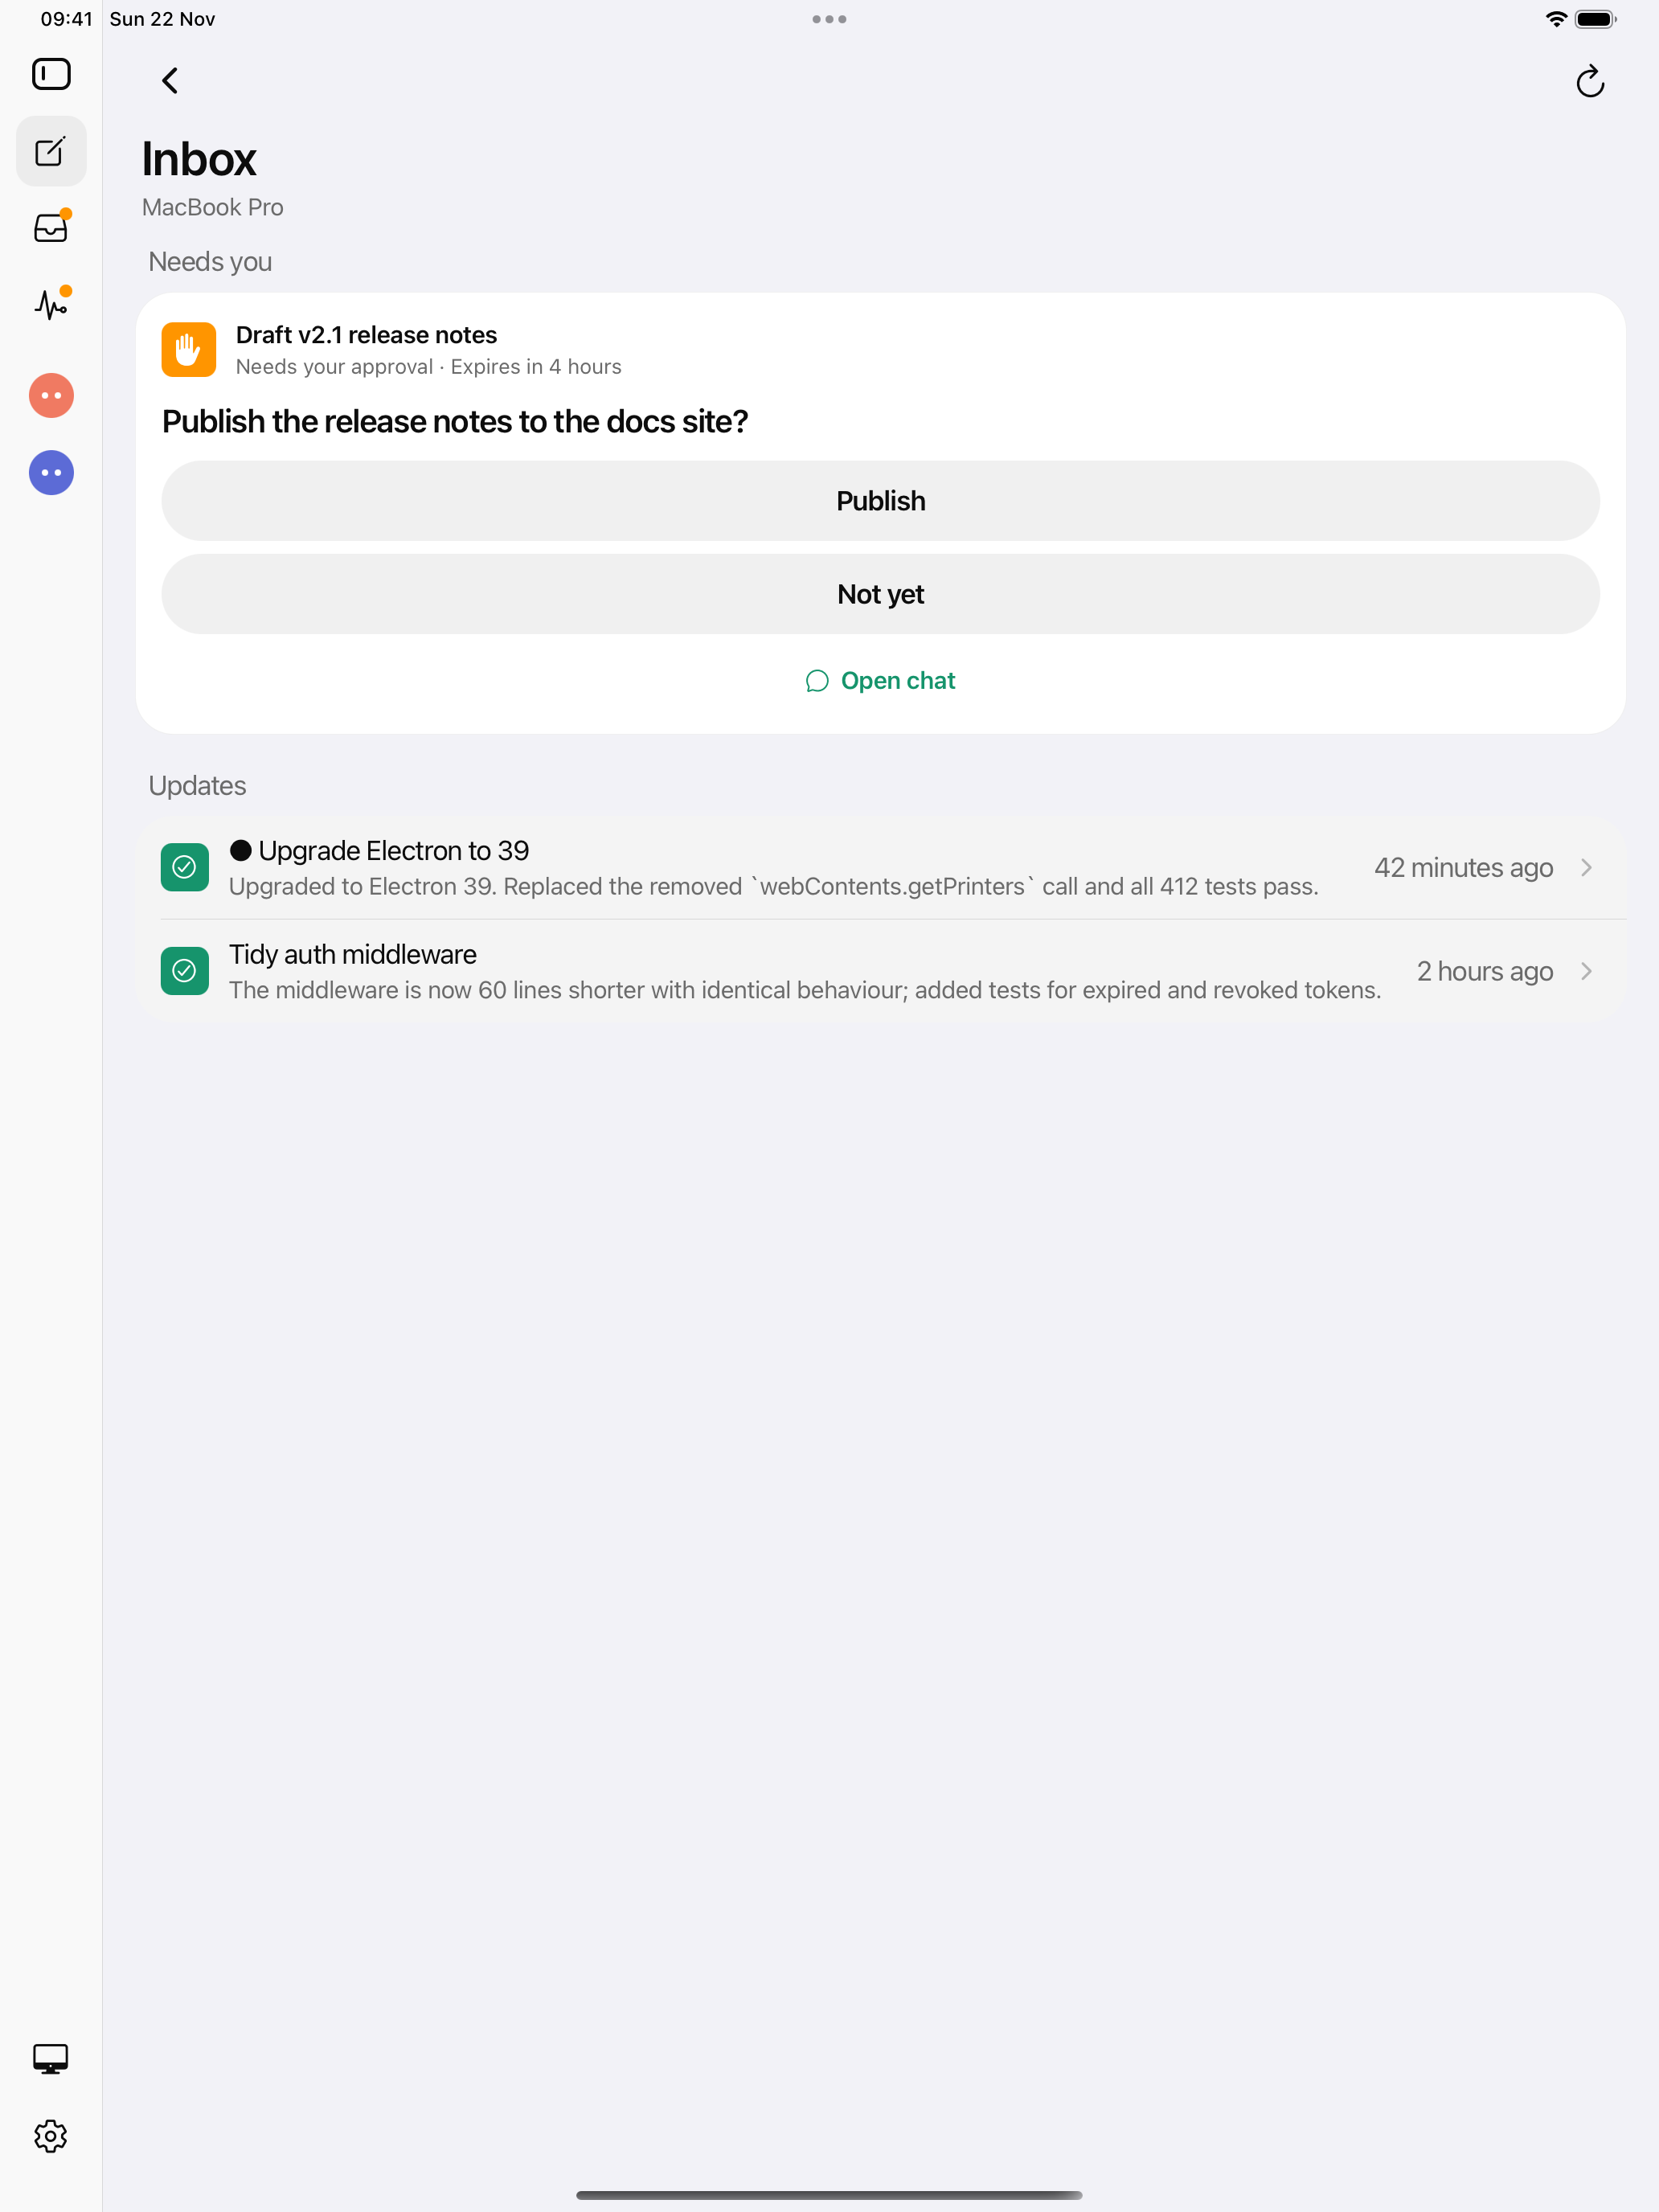 09:41 Sun 22 Nov
Inbox
MacBook Pro
Needs you
Draft v2.1 release notes
Needs your approval · Expires in 4 hours
Publish the release notes to the docs site?
Publish
Not yet
Open chat
Updates
Upgrade Electron to 39
Upgraded to Electron 39. Replaced the removed `webContents.getPrinters` call and all 412 tests pass.
42 minutes ago
Tidy auth middleware
The middleware is now 60 lines shorter with identical behaviour; added tests for expired and revoked tokens.
2 hours ago